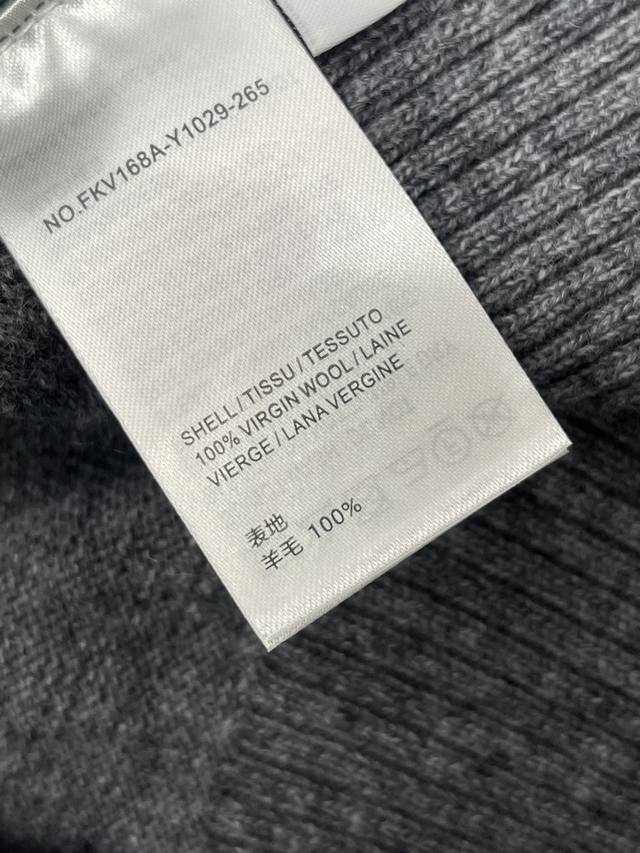 NO.FKV168A-Y1029-265
SHELL/TISSU/TESSUTO
100% VIRGIN WOOL/LAINE
VIERGE/LANA VERGINE
表地
羊毛 100%